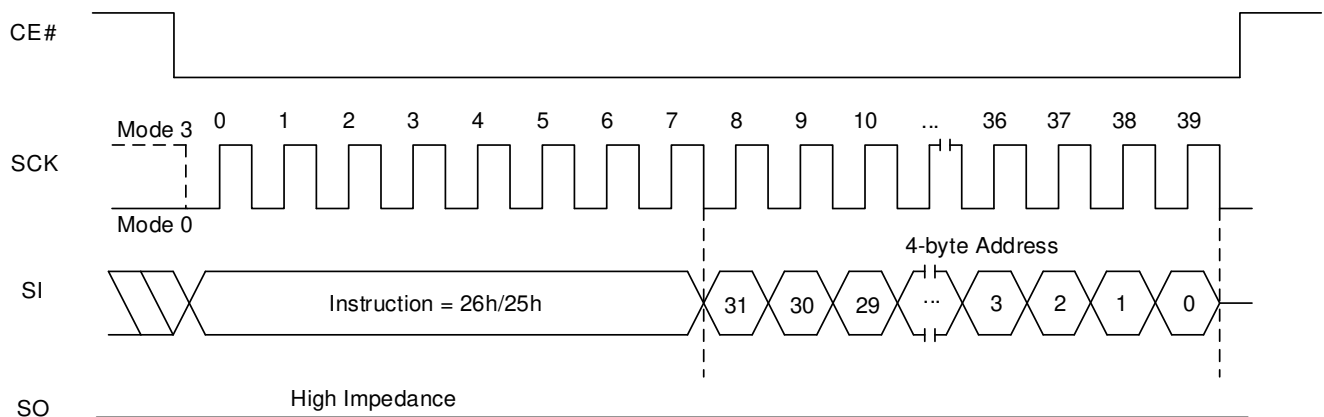 CE#
Mode 3
0 1 2 3 4 5 6 7 8 9 10 ... 36 37 38 39
SCK
Mode 0
4-byte Address
SI
Instruction = 26h/25h
31 30 29 ... 3 2 1 0
High Impedance
SO